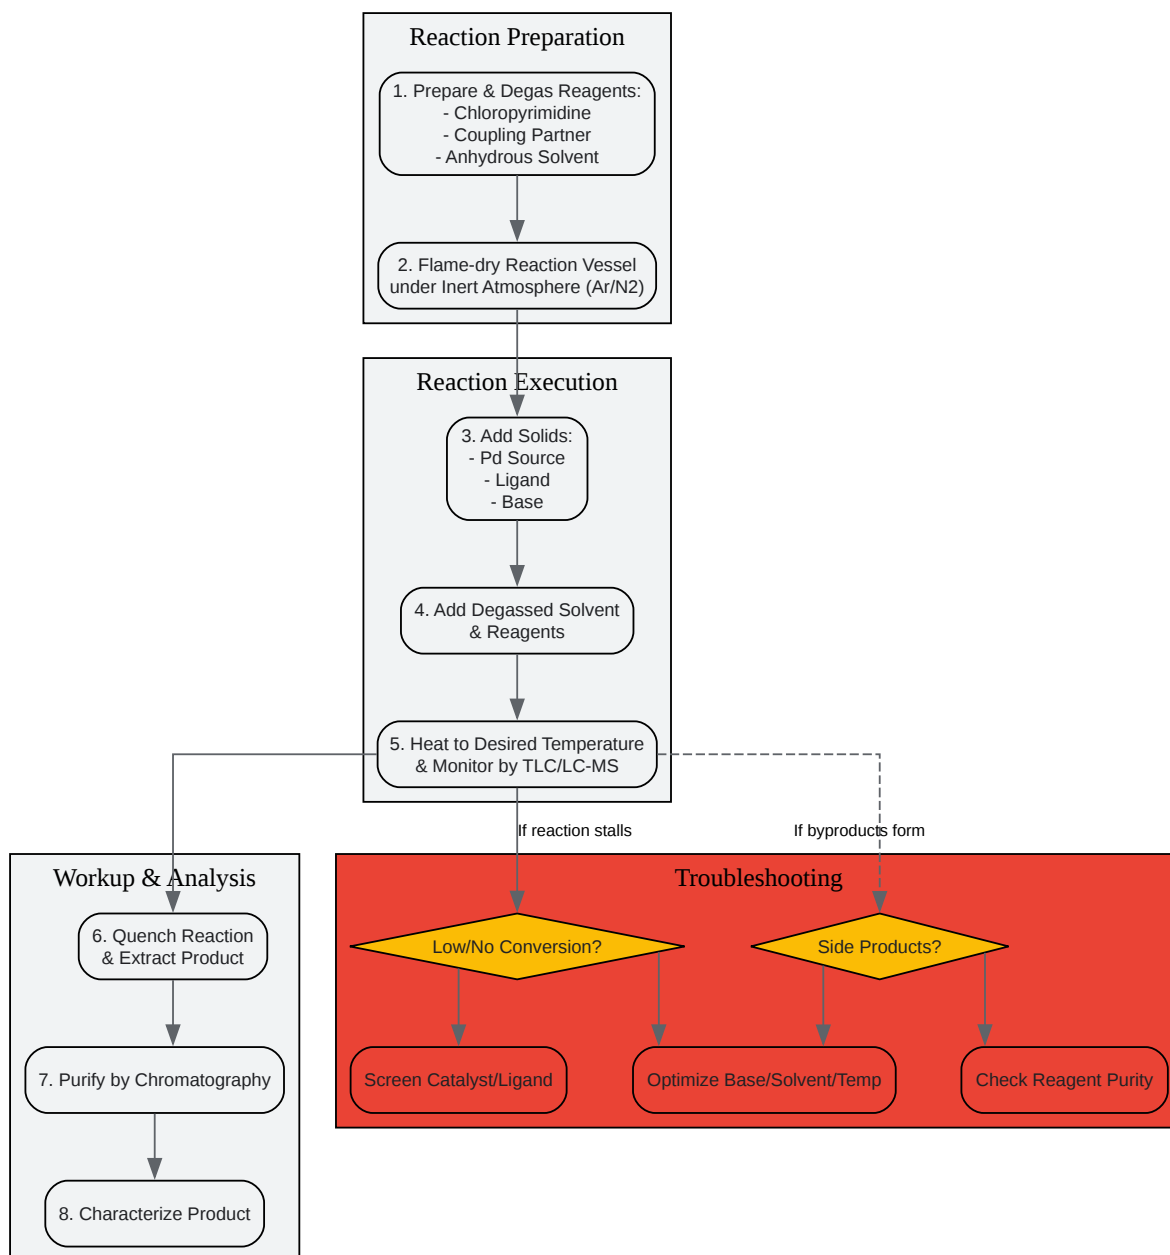 Reaction Preparation
1. Prepare & Degas Reagents:
- Chloropyrimidine
- Coupling Partner
- Anhydrous Solvent
2. Flame-dry Reaction Vessel
under Inert Atmosphere (Ar/N2)
Reaction Execution
3. Add Solids:
- Pd Source
- Ligand
- Base
4. Add Degassed Solvent
& Reagents
5. Heat to Desired Temperature
& Monitor by TLC/LC-MS
If reaction stalls
If byproducts form
Workup & Analysis
6. Quench Reaction
& Extract Product
7. Purify by Chromatography
8. Characterize Product
Troubleshooting
Low/No Conversion?
Side Products?
Screen Catalyst/Ligand
Optimize Base/Solvent/Temp
Check Reagent Purity